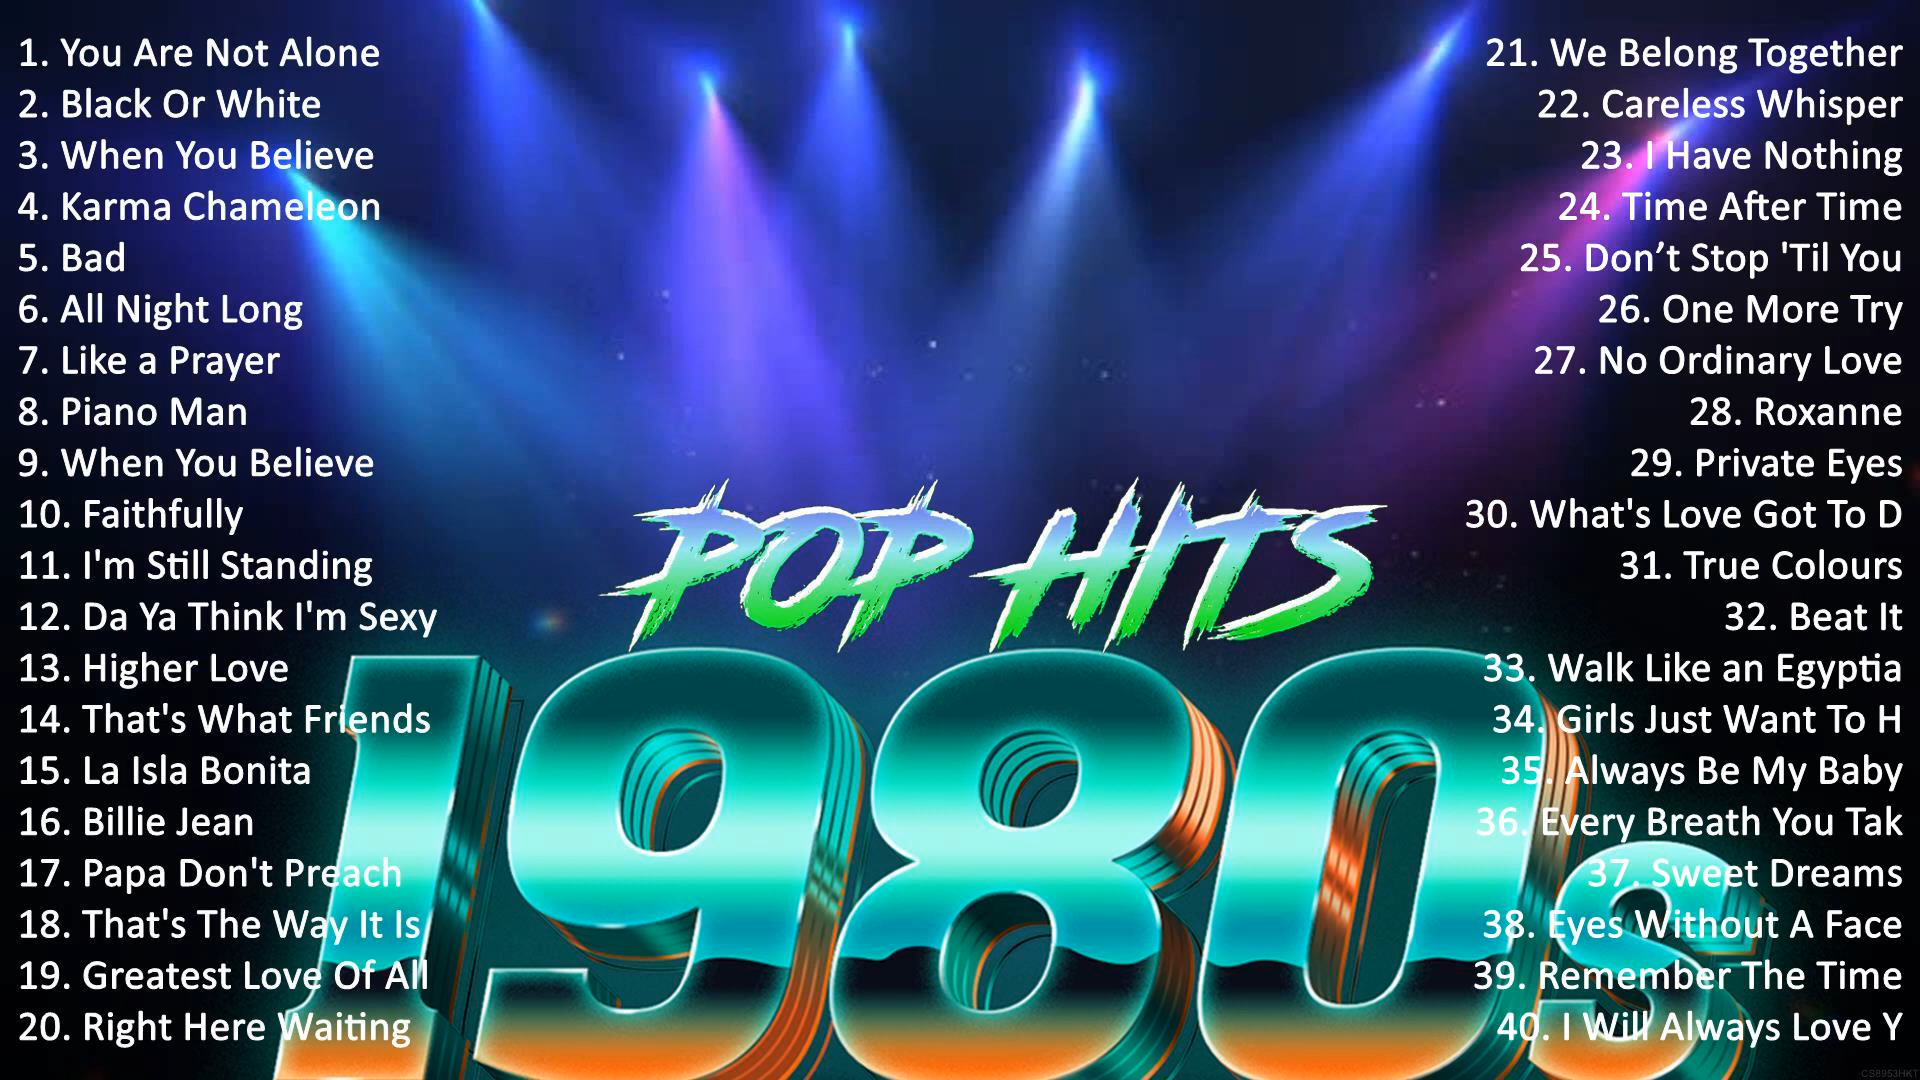 1. You Are Not Alone
2. Black Or White
3. When You Believe
4. Karma Chameleon
5. Bad
6. All Night Long
7. Like a Prayer
8. Piano Man
9. When You Believe
10. Faithfully
11. I'm Still Standing
12. Da Ya Think I'm Sexy
13. Higher Love
14. That's What Friends
15. La Isla Bonita
16. Billie Jean
17. Papa Don't Preach
18. That's The Way It Is
19. Greatest Love Of All
20. Right Here Waiting
POP HITS
1980s
21. We Belong Together
22. Careless Whisper
23. I Have Nothing
24. Time After Time
25. Don’t Stop 'Til You
26. One More Try
27. No Ordinary Love
28. Roxanne
29. Private Eyes
30. What's Love Got To D
31. True Colours
32. Beat It
33. Walk Like an Egyptia
34. Girls Just Want To H
35. Always Be My Baby
36. Every Breath You Tak
37. Sweet Dreams
38. Eyes Without A Face
39. Remember The Time
40. I Will Always Love Y
CS8953HKT